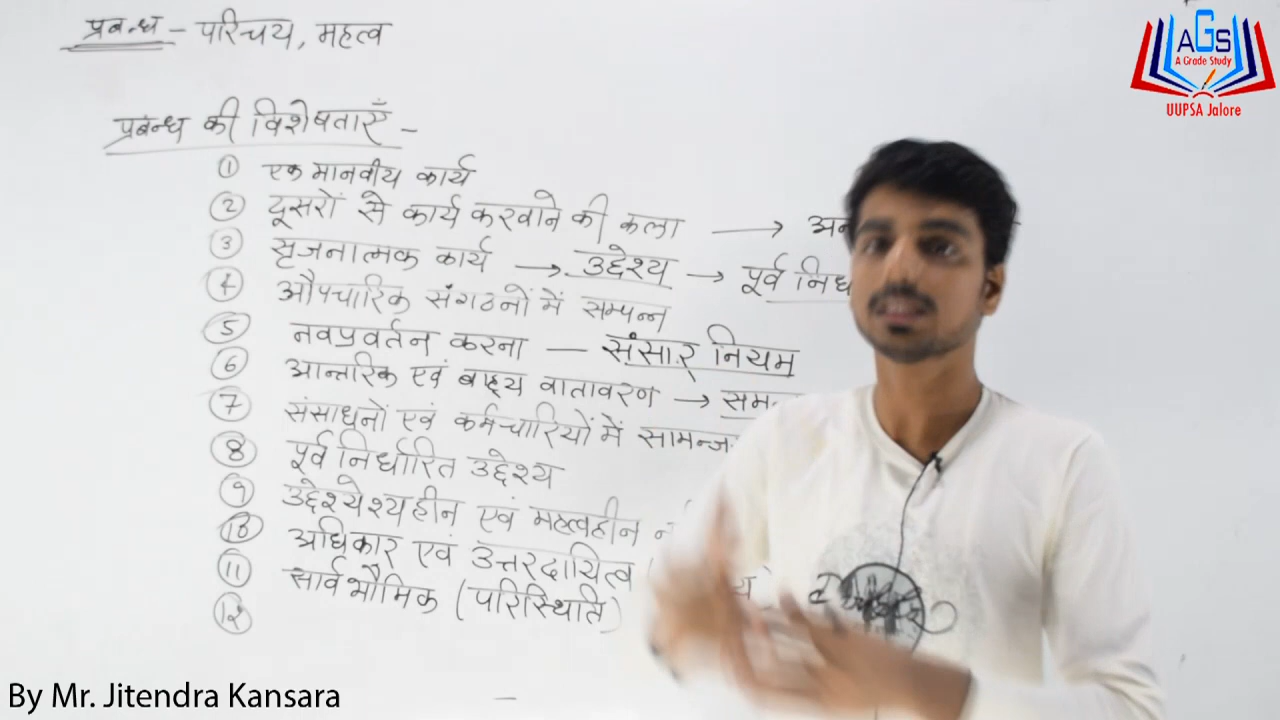 प्रबन्ध - परिचय, महत्व
प्रबन्ध की विशेषताएँ -
① एक मानवीय कार्य
② दूसरों से कार्य करवाने की कला →
③ सृजनात्मक कार्य → उद्देश्य → पूर्व
④ औपचारिक संगठनों में सम्पन्न
⑤ नवप्रवर्तन करना — संसार नियम
⑥ आन्तरिक एवं बाह्य वातावरण →
⑦ संसाधनों एवं कर्मचारियों में
⑧ पूर्व निर्धारित उद्देश्य
⑨ उद्देश्येश्यहीन एवं महत्वहीन
⑩ अधिकार एवं उत्तरदायित्व
⑪ सार्वभौमिक (परिस्थिति)
⑫
AGS
A Grade Study
UUPSA Jalore
By Mr. Jitendra Kansara